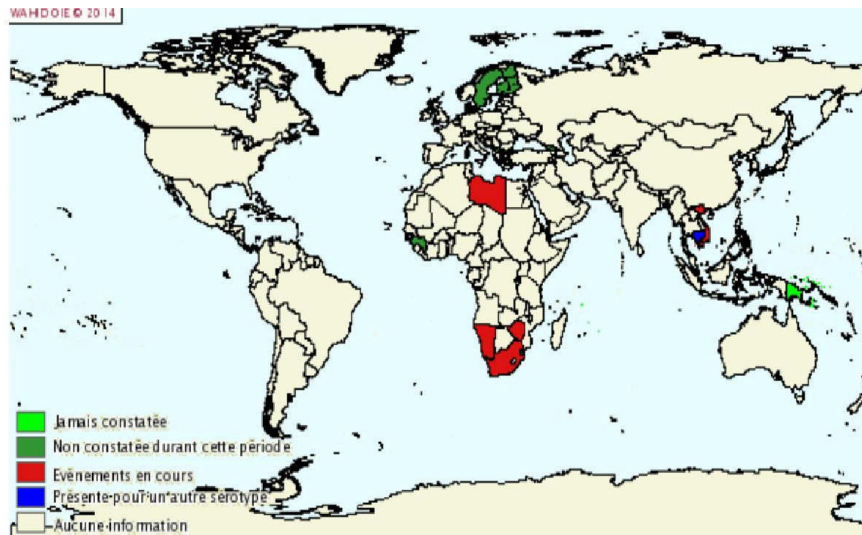 WAHID OIE © 2014
Jamais constatée
Non constatée durant cette période
Evènements en cours
Présente pour un autre sérotype
Aucune information